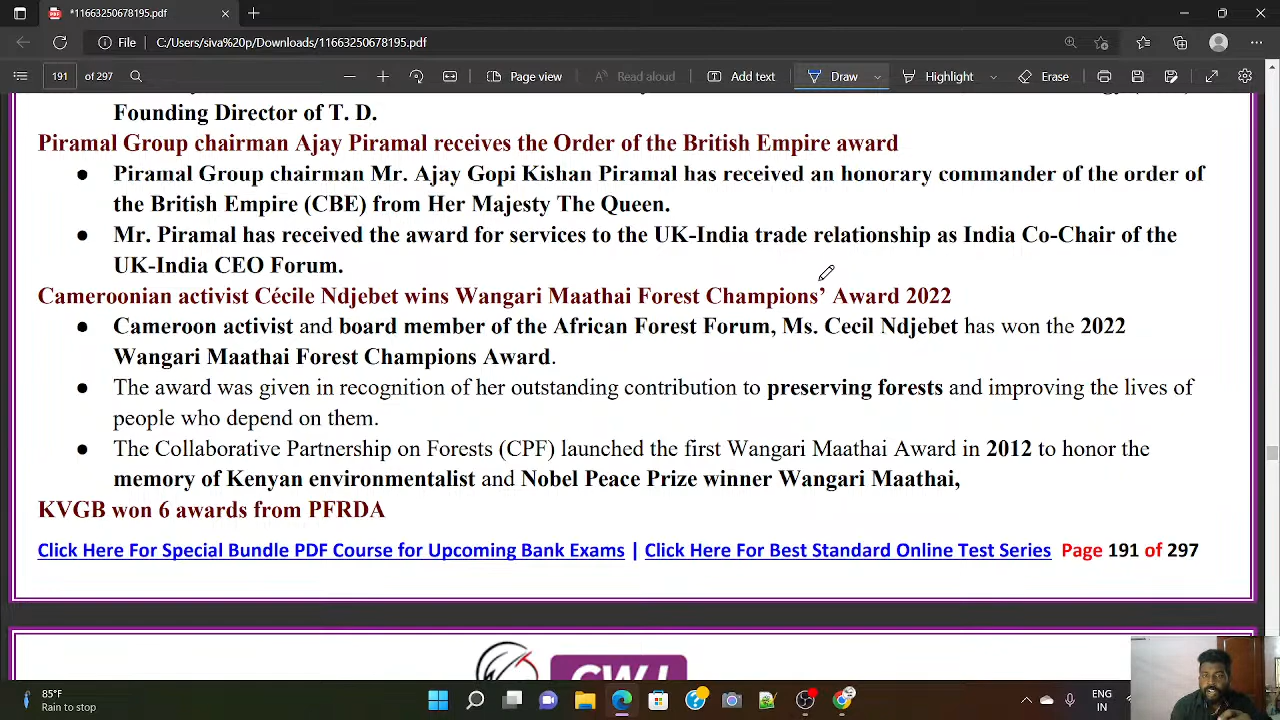 *11663250678195.pdf
File C:/Users/siva%20p/Downloads/11663250678195.pdf
191 of 297 Page view Read aloud Add text Draw Highlight Erase
Founding Director of T. D.
Piramal Group chairman Ajay Piramal receives the Order of the British Empire award
● Piramal Group chairman Mr. Ajay Gopi Kishan Piramal has received an honorary commander of the order of
the British Empire (CBE) from Her Majesty The Queen.
● Mr. Piramal has received the award for services to the UK-India trade relationship as India Co-Chair of the
UK-India CEO Forum.
Cameroonian activist Cécile Ndjebet wins Wangari Maathai Forest Champions’ Award 2022
● Cameroon activist and board member of the African Forest Forum, Ms. Cecil Ndjebet has won the 2022
Wangari Maathai Forest Champions Award.
● The award was given in recognition of her outstanding contribution to preserving forests and improving the lives of
people who depend on them.
● The Collaborative Partnership on Forests (CPF) launched the first Wangari Maathai Award in 2012 to honor the
memory of Kenyan environmentalist and Nobel Peace Prize winner Wangari Maathai,
KVGB won 6 awards from PFRDA
Click Here For Special Bundle PDF Course for Upcoming Bank Exams | Click Here For Best Standard Online Test Series Page 191 of 297
85°F
Rain to stop
ENG
IN